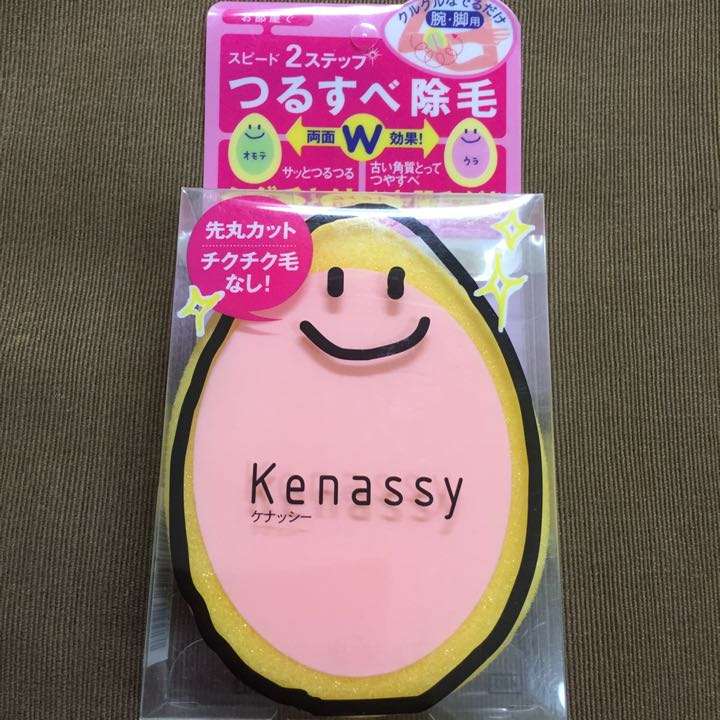 お部屋で
クルクルなでるだけ
腕・脚用
スピード2ステップ
つるすべ除毛
両面W効果!
オモテ
ウラ
サッとつるつる
古い角質とって
つやすべ
先丸カット
チクチク毛
なし!
Kenassy
ケナッシー